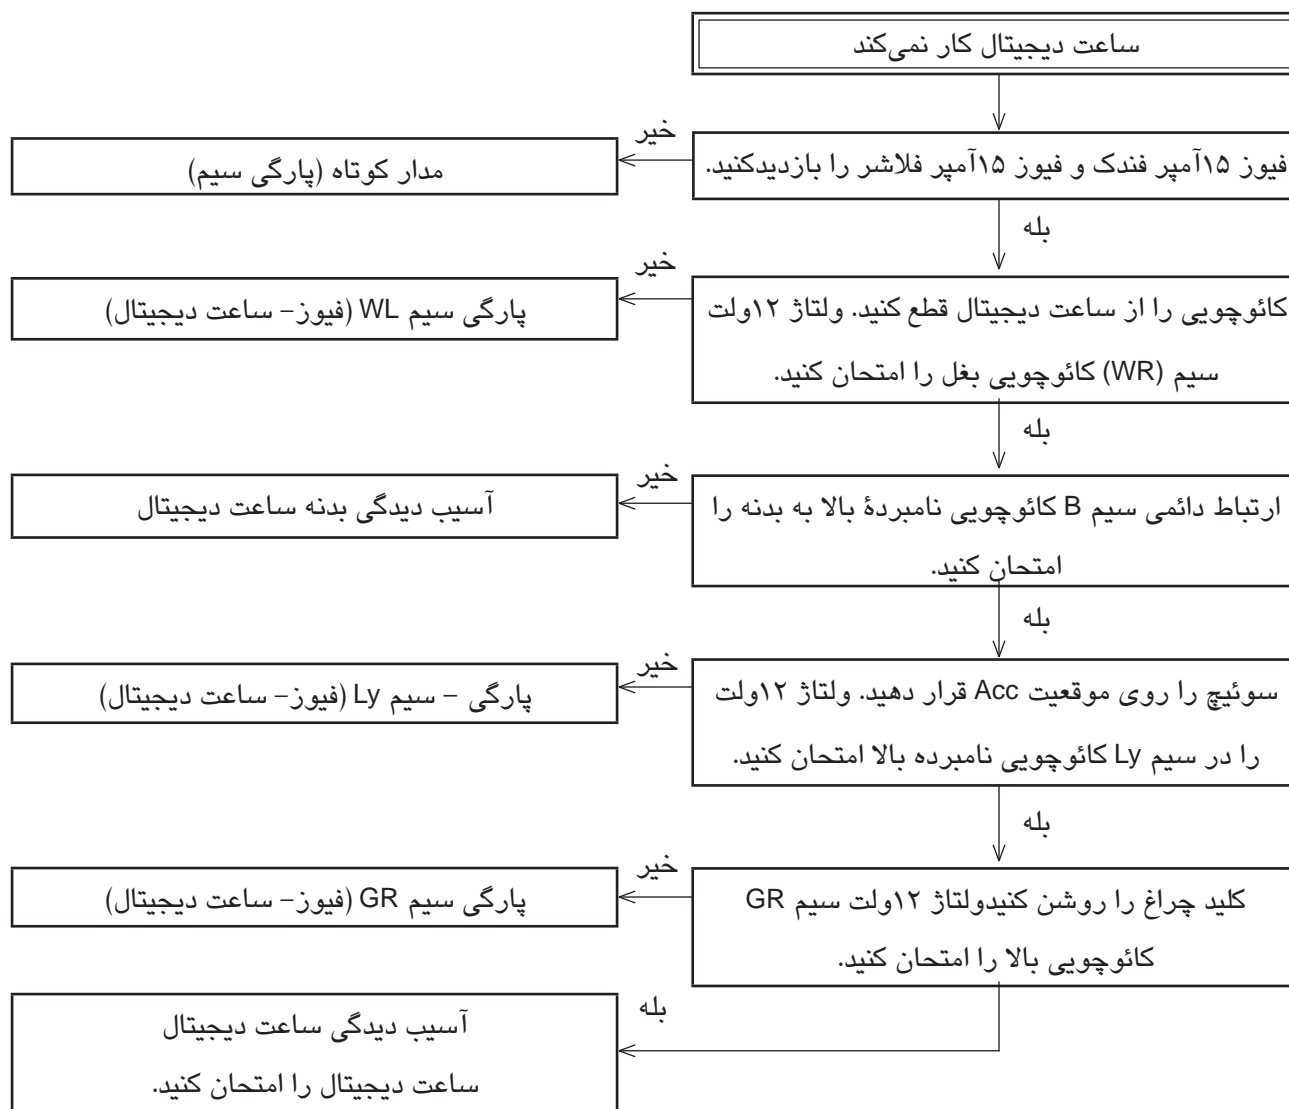 ساعت دیجیتال کار نمی‌کند
خیر
فیوز ۱۵آمپر فندک و فیوز ۱۵آمپر فلاشر را بازدیدکنید.
مدار کوتاه (پارگی سیم)
بله
خیر
کائوچویی را از ساعت دیجیتال قطع کنید. ولتاژ ۱۲ولت
سیم (WR) کائوچویی بغل را امتحان کنید.
پارگی سیم WL (فیوز– ساعت دیجیتال)
بله
خیر
ارتباط دائمی سیم B کائوچویی نامبردهٔ بالا به بدنه را
امتحان کنید.
آسیب دیدگی بدنه ساعت دیجیتال
بله
خیر
سوئیچ را روی موقعیت Acc قرار دهید. ولتاژ ۱۲ولت
را در سیم Ly کائوچویی نامبرده بالا امتحان کنید.
پارگی – سیم Ly (فیوز– ساعت دیجیتال)
بله
خیر
کلید چراغ را روشن کنیدولتاژ ۱۲ولت سیم GR
کائوچویی بالا را امتحان کنید.
پارگی سیم GR (فیوز– ساعت دیجیتال)
بله
آسیب دیدگی ساعت دیجیتال
ساعت دیجیتال را امتحان کنید.